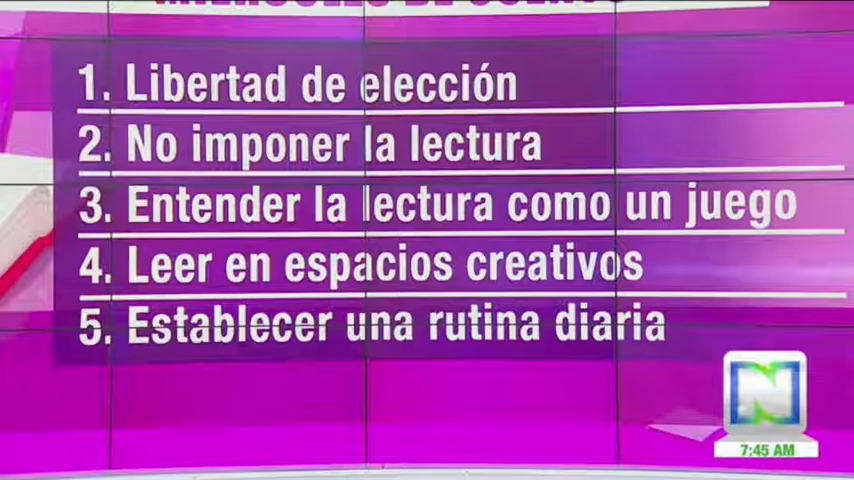 1. Libertad de elección
2. No imponer la lectura
3. Entender la lectura como un juego
4. Leer en espacios creativos
5. Establecer una rutina diaria
N
7:45 AM